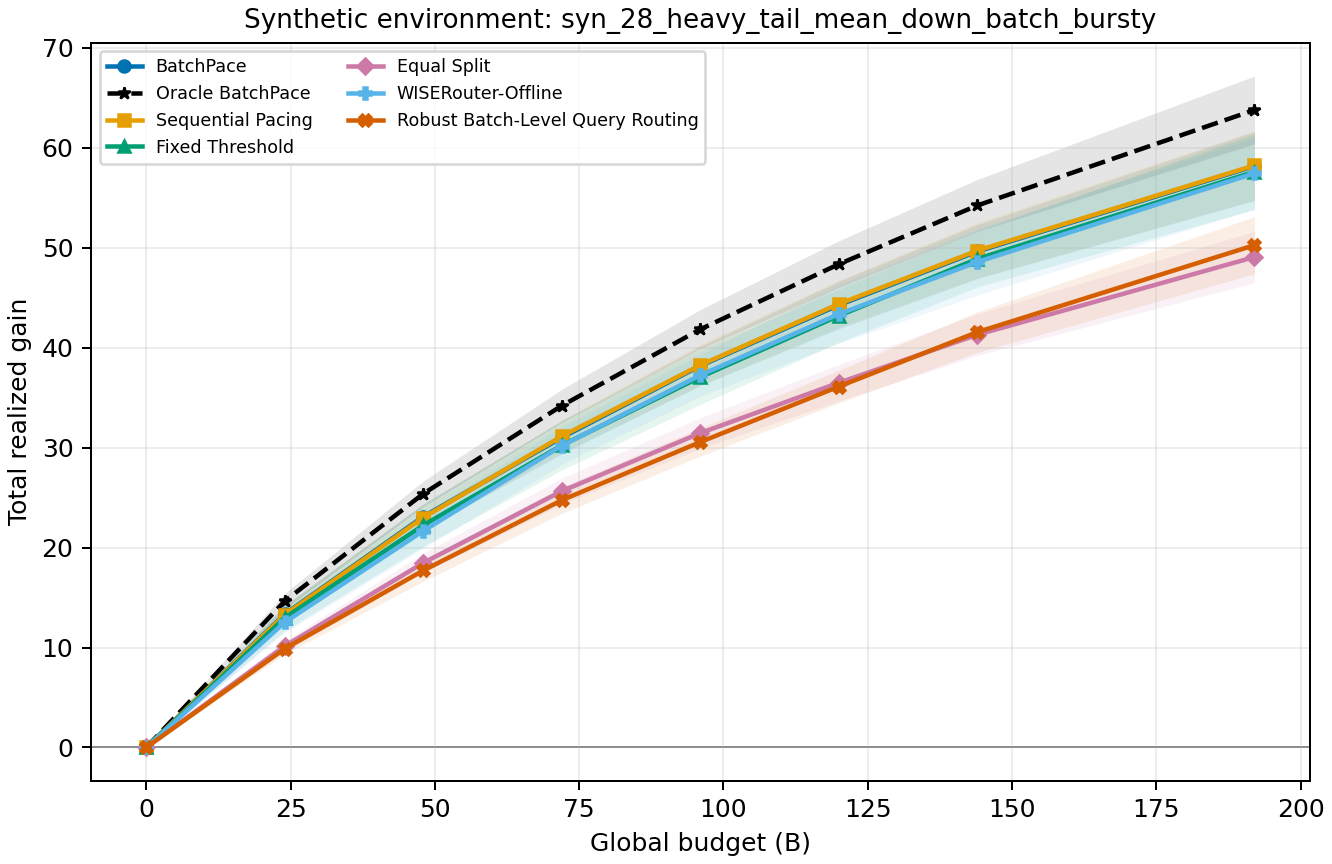 Synthetic environment: syn_28_heavy_tail_mean_down_batch_bursty
BatchPace
Oracle BatchPace
Sequential Pacing
Fixed Threshold
Equal Split
WISERouter-Offline
Robust Batch-Level Query Routing
Total realized gain
70
60
50
40
30
20
10
0
0 25 50 75 100 125 150 175 200
Global budget (B)